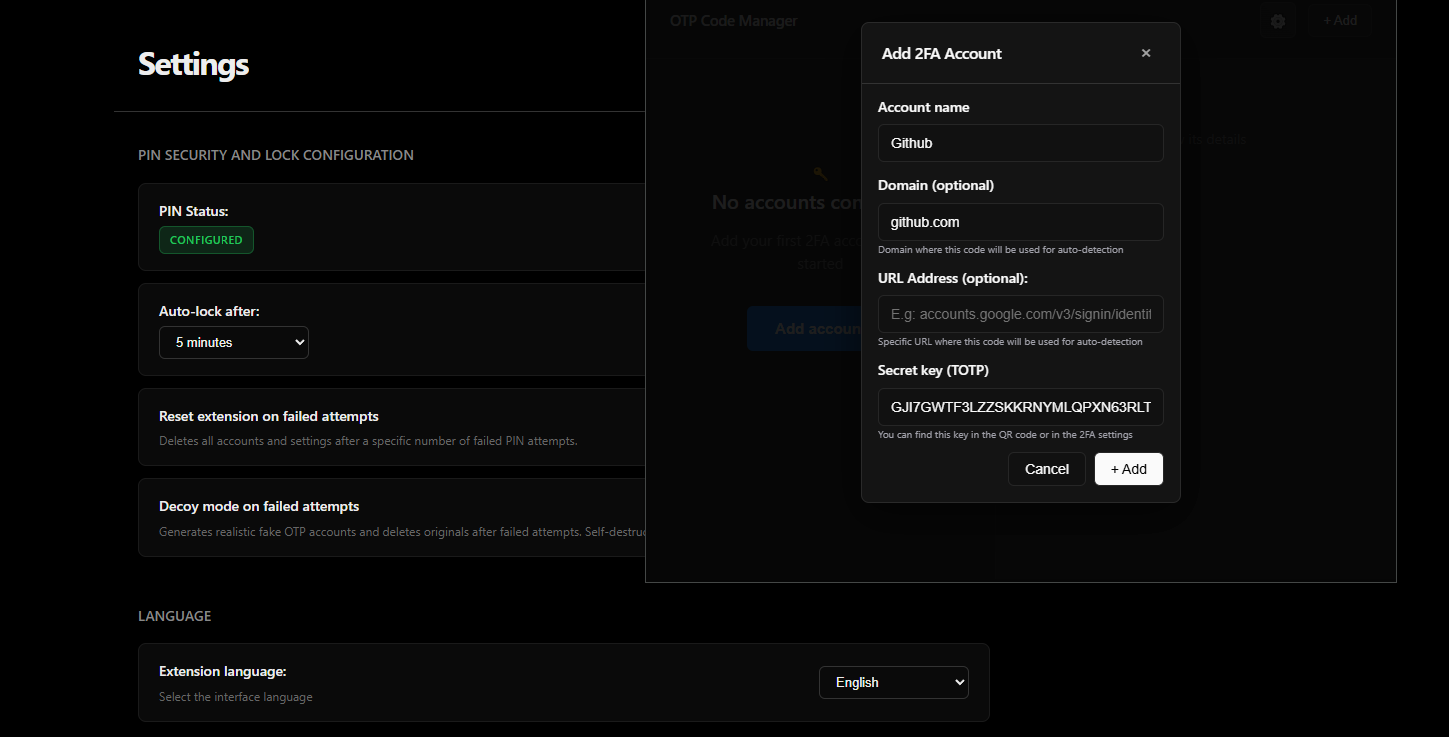 Settings
PIN SECURITY AND LOCK CONFIGURATION
PIN Status:
CONFIGURED
Auto-lock after:
5 minutes
Reset extension on failed attempts
Deletes all accounts and settings after a specific number of failed PIN attempts.
Decoy mode on failed attempts
Generates realistic fake OTP accounts and deletes originals after failed attempts. Self-destruc
LANGUAGE
Extension language:
Select the interface language
English
OTP Code Manager
+ Add
No accounts con
Add your first 2FA acco
started
Add accoun
its details
Add 2FA Account
×
Account name
Github
Domain (optional)
github.com
Domain where this code will be used for auto-detection
URL Address (optional):
E.g: accounts.google.com/v3/signin/identif
Specific URL where this code will be used for auto-detection
Secret key (TOTP)
GJI7GWTF3LZZSKKRNYMLQPXN63RLT
You can find this key in the QR code or in the 2FA settings
Cancel
+ Add